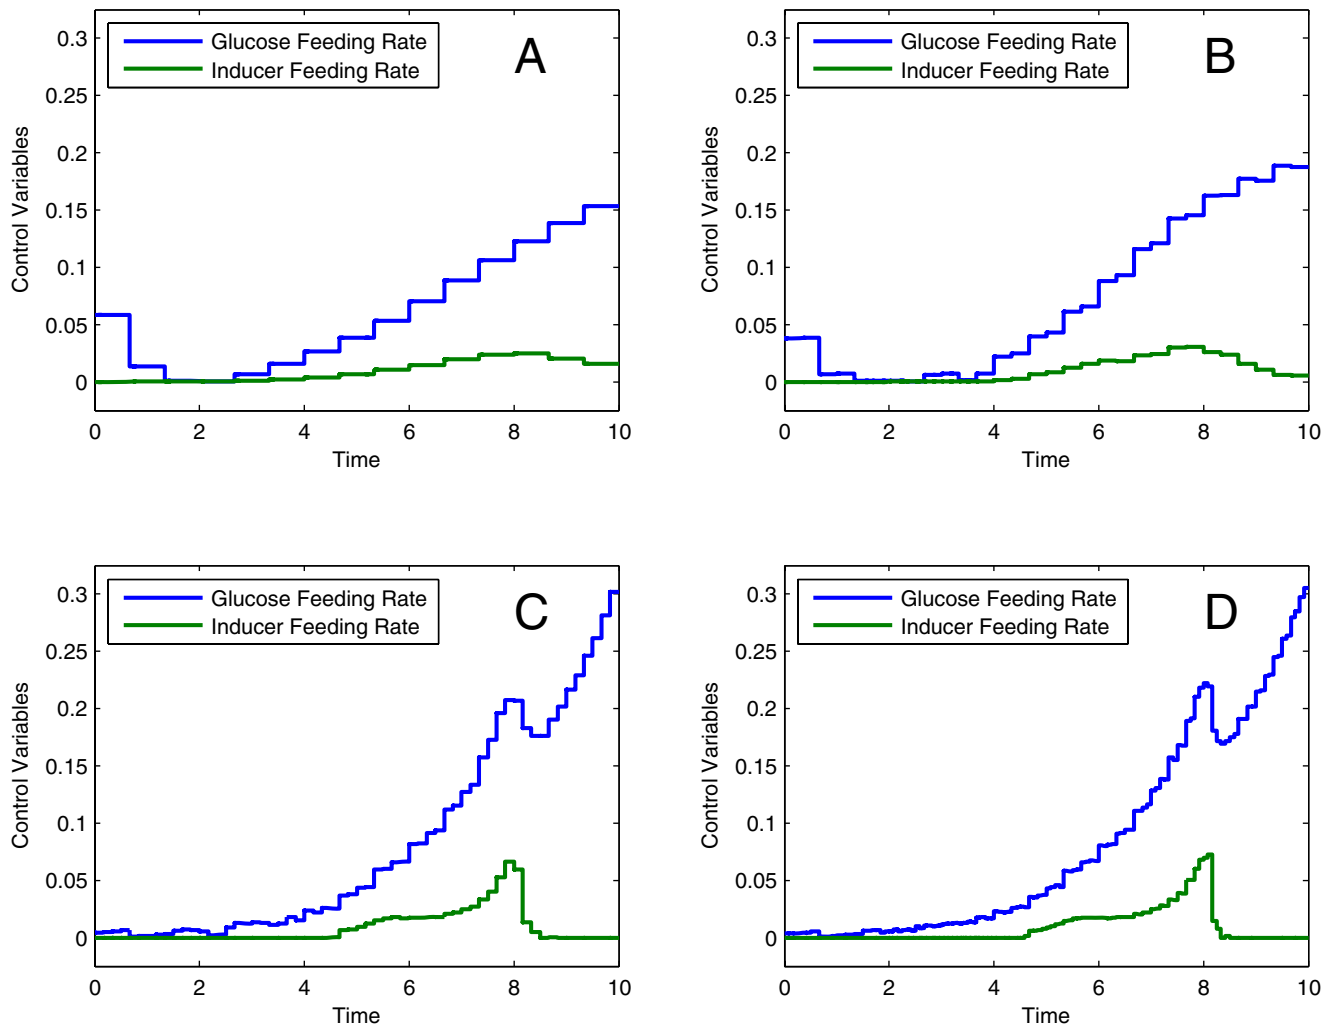 Glucose Feeding Rate
Inducer Feeding Rate
A
0.3
0.25
0.2
0.15
0.1
0.05
0
Control Variables
0 2 4 6 8 10
Time
Glucose Feeding Rate
Inducer Feeding Rate
B
0.3
0.25
0.2
0.15
0.1
0.05
0
Control Variables
0 2 4 6 8 10
Time
Glucose Feeding Rate
Inducer Feeding Rate
C
0.3
0.25
0.2
0.15
0.1
0.05
0
Control Variables
0 2 4 6 8 10
Time
Glucose Feeding Rate
Inducer Feeding Rate
D
0.3
0.25
0.2
0.15
0.1
0.05
0
Control Variables
0 2 4 6 8 10
Time